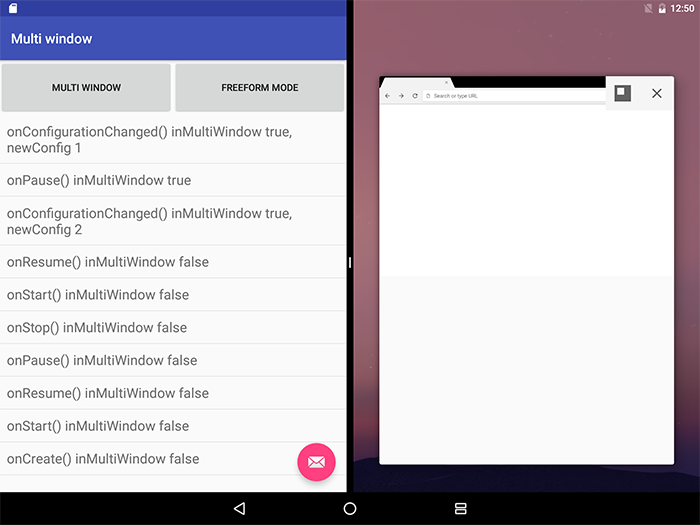 12:50
Multi window
MULTI WINDOW
FREEFORM MODE
onConfigurationChanged() inMultiWindow true,
newConfig 1
onPause() inMultiWindow true
onConfigurationChanged() inMultiWindow true,
newConfig 2
onResume() inMultiWindow false
onStart() inMultiWindow false
onStop() inMultiWindow false
onPause() inMultiWindow false
onResume() inMultiWindow false
onStart() inMultiWindow false
onCreate() inMultiWindow false
Search or type URL